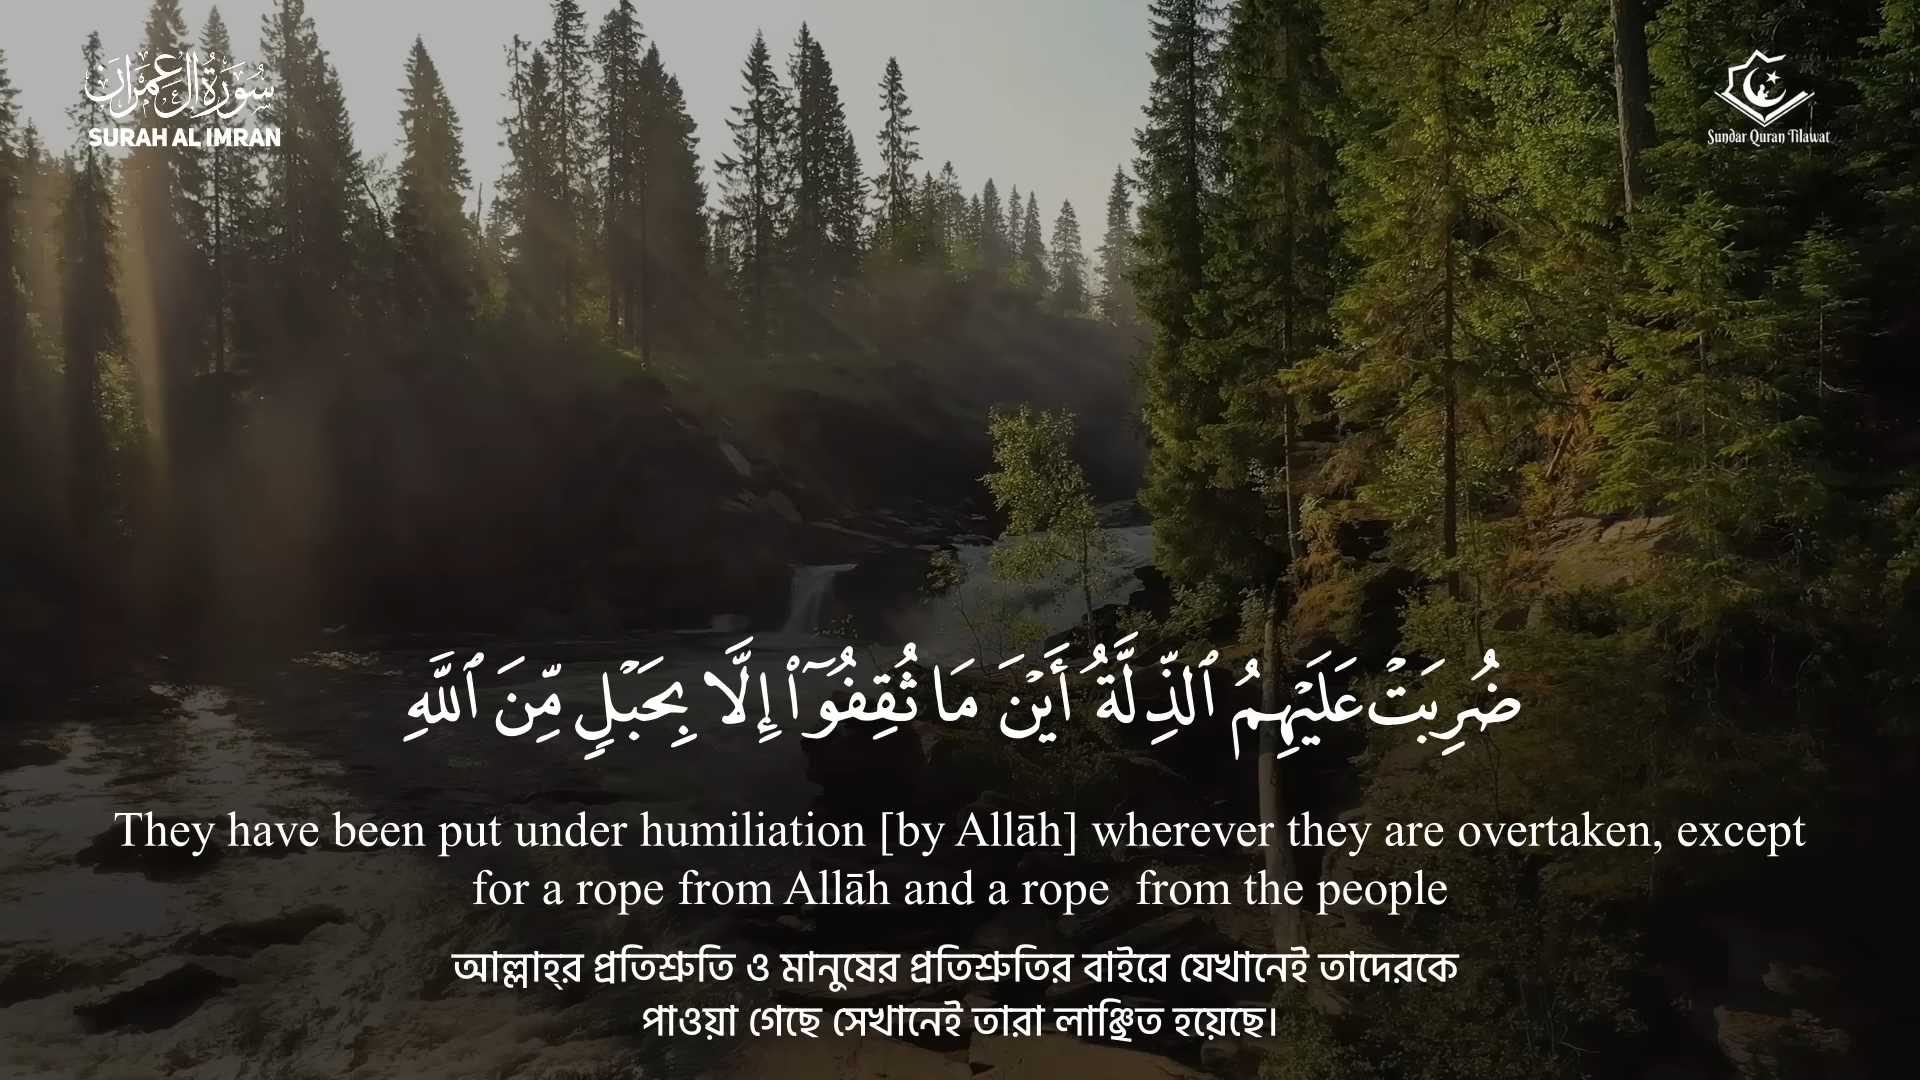 سُورَةُ آلِ عِمْرَان
SURAH AL IMRAN
Sundar Quran Tilawat
ضُرِبَتۡ عَلَيۡهِمُ ٱلذِّلَّةُ أَيۡنَ مَا ثُقِفُوٓاْ إِلَّا بِحَبۡلٍ مِّنَ ٱللَّهِ
They have been put under humiliation [by Allāh] wherever they are overtaken, except
for a rope from Allāh and a rope  from the people
আল্লাহ্‌র প্রতিশ্রুতি ও মানুষের প্রতিশ্রুতির বাইরে যেখানেই তাদেরকে
পাওয়া গেছে সেখানেই তারা লাঞ্ছিত হয়েছে।